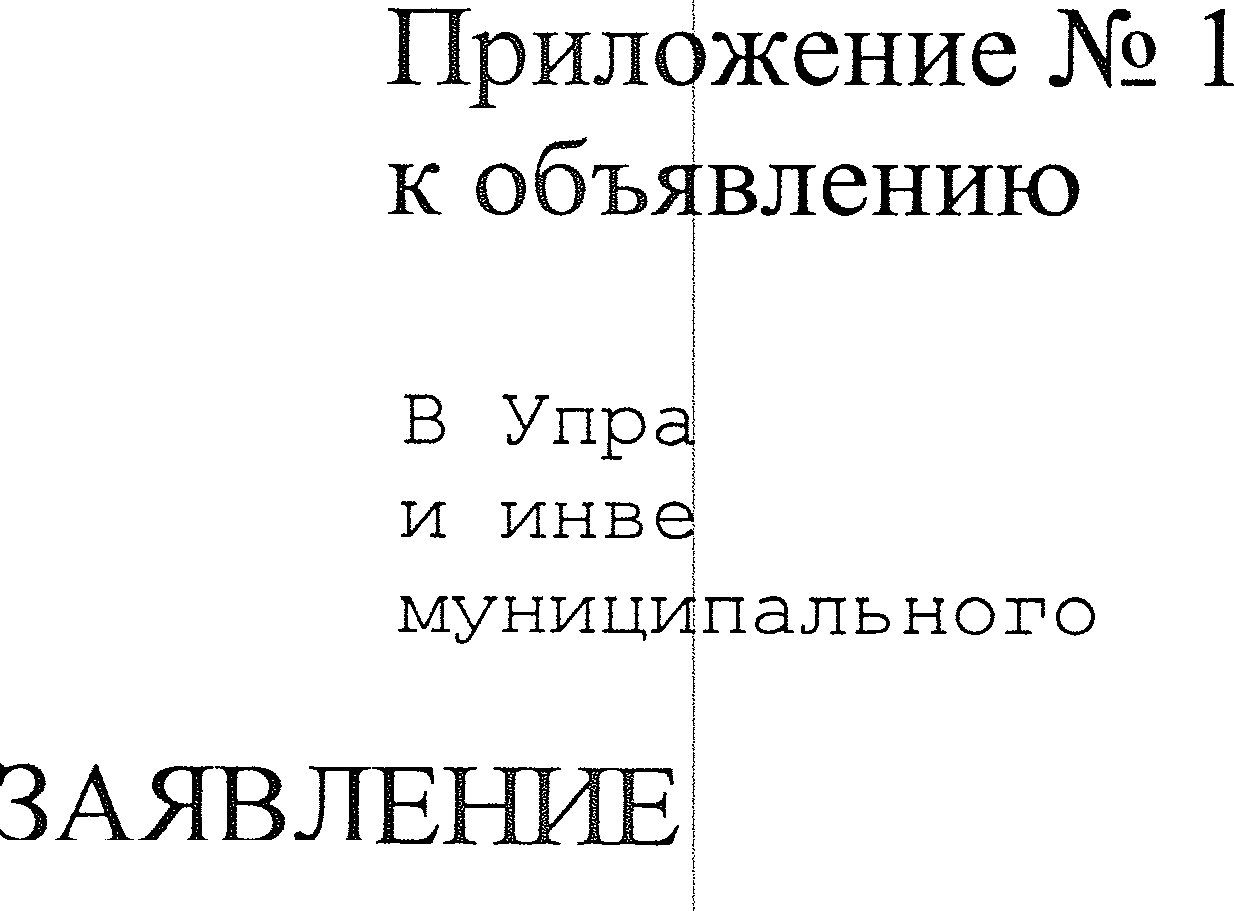 Приложение № 1
к объявлению
В Упра
и инве
муниципального
ЗАЯВЛЕНИЕ